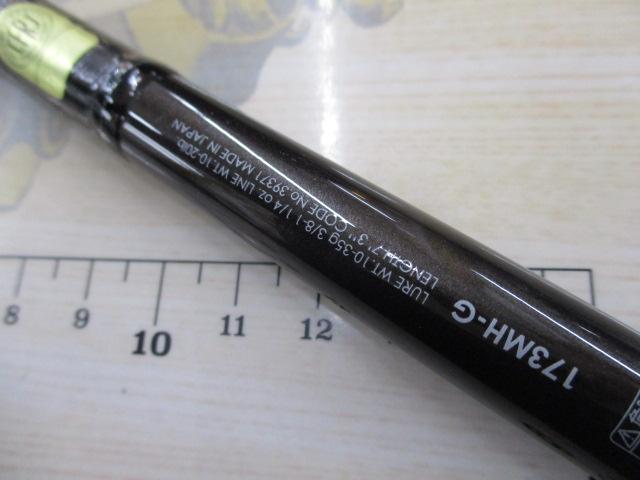 173MH-G
LENGTH.7' 3'' CODE No.39371 MADE IN JAPAN
LURE WT.10-35g 3/8-1 1/4 oz. LINE WT.10-20lb
8 9 10 11 12